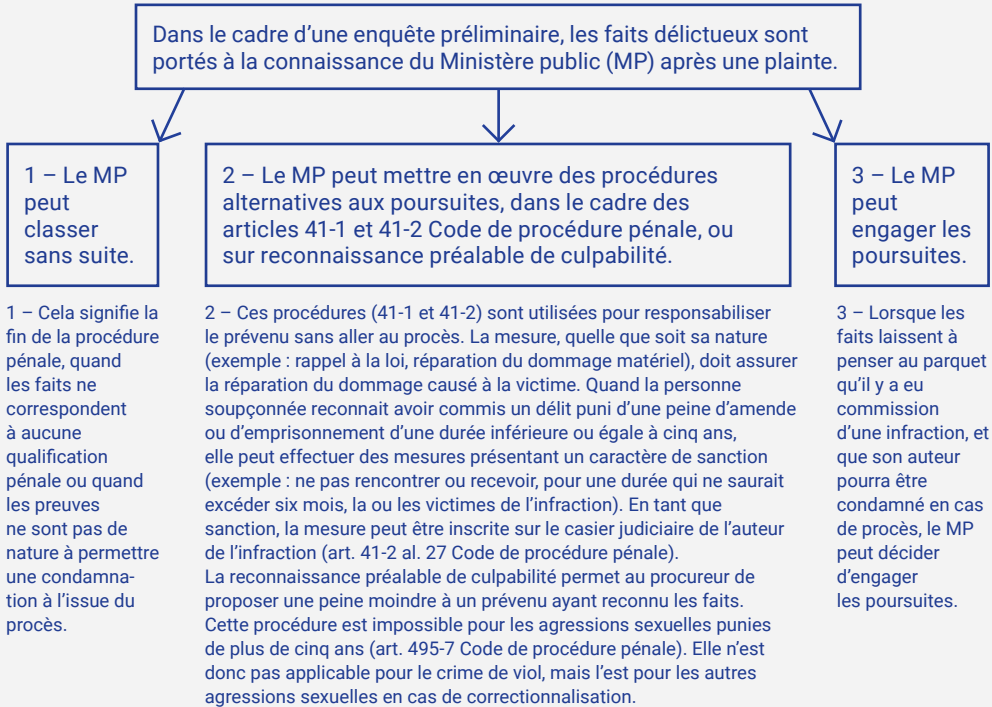 Dans le cadre d’une enquête préliminaire, les faits délictueux sont
portés à la connaissance du Ministère public (MP) après une plainte.
1 – Le MP
peut
classer
sans suite.
2 – Le MP peut mettre en œuvre des procédures
alternatives aux poursuites, dans le cadre des
articles 41-1 et 41-2 Code de procédure pénale, ou
sur reconnaissance préalable de culpabilité.
3 – Le MP
peut
engager les
poursuites.
1 – Cela signifie la
fin de la procédure
pénale, quand
les faits ne
correspondent
à aucune
qualification
pénale ou quand
les preuves
ne sont pas de
nature à permettre
une condamna-
tion à l’issue du
procès.
2 – Ces procédures (41-1 et 41-2) sont utilisées pour responsabiliser
le prévenu sans aller au procès. La mesure, quelle que soit sa nature
(exemple : rappel à la loi, réparation du dommage matériel), doit assurer
la réparation du dommage causé à la victime. Quand la personne
soupçonnée reconnait avoir commis un délit puni d’une peine d’amende
ou d’emprisonnement d’une durée inférieure ou égale à cinq ans,
elle peut effectuer des mesures présentant un caractère de sanction
(exemple : ne pas rencontrer ou recevoir, pour une durée qui ne saurait
excéder six mois, la ou les victimes de l’infraction). En tant que
sanction, la mesure peut être inscrite sur le casier judiciaire de l’auteur
de l’infraction (art. 41-2 al. 27 Code de procédure pénale).
La reconnaissance préalable de culpabilité permet au procureur de
proposer une peine moindre à un prévenu ayant reconnu les faits.
Cette procédure est impossible pour les agressions sexuelles punies
de plus de cinq ans (art. 495-7 Code de procédure pénale). Elle n’est
donc pas applicable pour le crime de viol, mais l’est pour les autres
agressions sexuelles en cas de correctionnalisation.
3 – Lorsque les
faits laissent à
penser au parquet
qu’il y a eu
commission
d’une infraction, et
que son auteur
pourra être
condamné en cas
de procès, le MP
peut décider
d’engager
les poursuites.